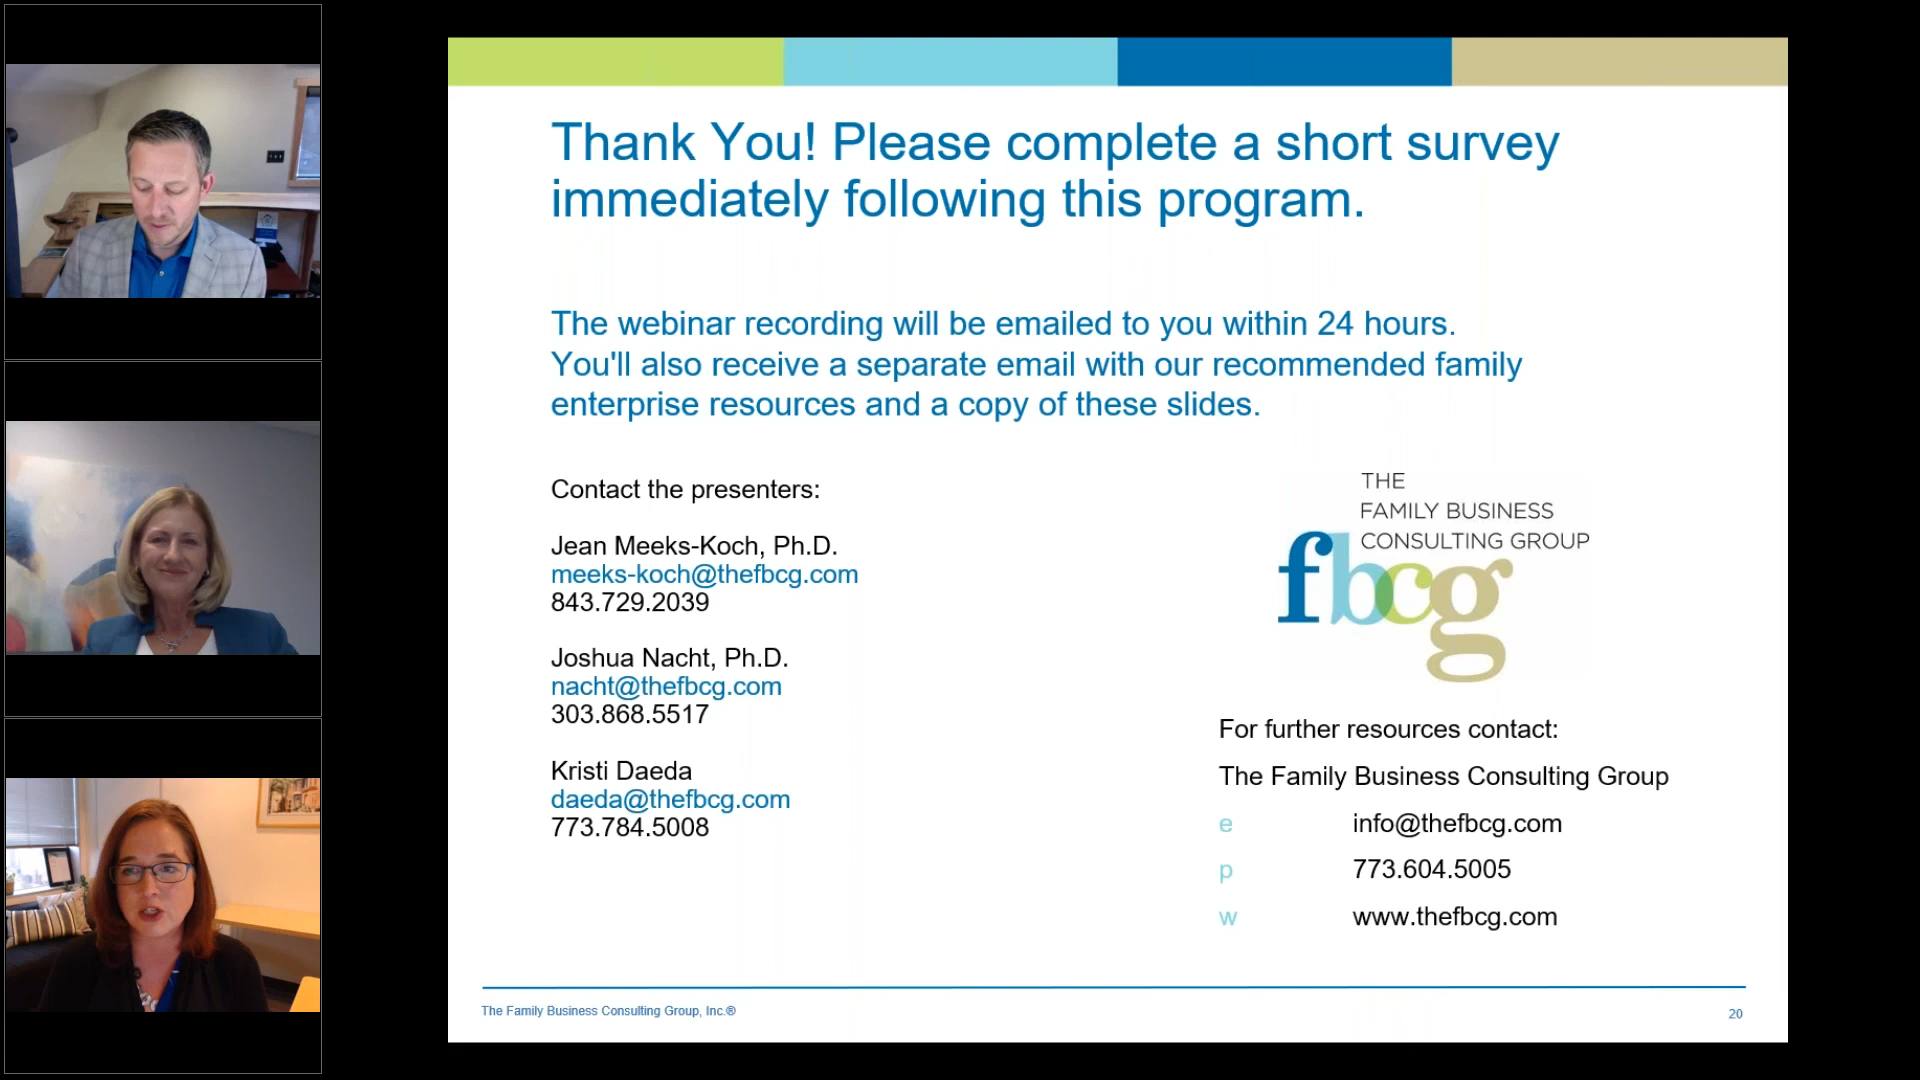 Thank You! Please complete a short survey
immediately following this program.
The webinar recording will be emailed to you within 24 hours.
You'll also receive a separate email with our recommended family
enterprise resources and a copy of these slides.
Contact the presenters:
Jean Meeks-Koch, Ph.D.
meeks-koch@thefbcg.com
843.729.2039
Joshua Nacht, Ph.D.
nacht@thefbcg.com
303.868.5517
Kristi Daeda
daeda@thefbcg.com
773.784.5008
THE
FAMILY BUSINESS
CONSULTING GROUP
fbcg
For further resources contact:
The Family Business Consulting Group
e info@thefbcg.com
p 773.604.5005
w www.thefbcg.com
The Family Business Consulting Group, Inc.®
20